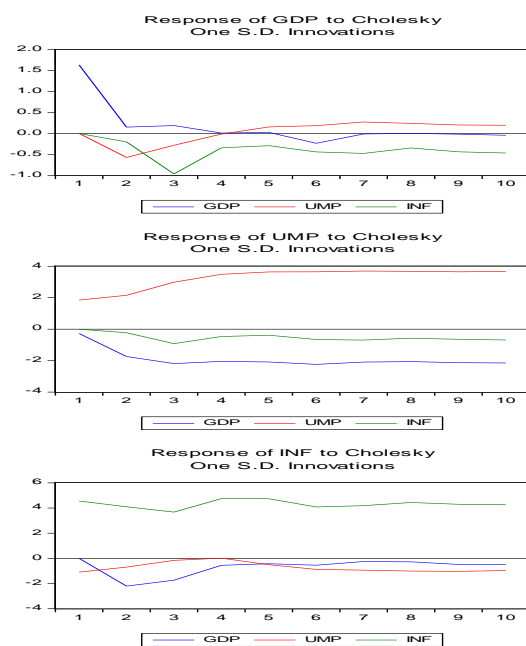 Response of GDP to Cholesky
One S.D. Innovations
2.0
1.5
1.0
0.5
0.0
-0.5
-1.0
1 2 3 4 5 6 7 8 9 10
GDP UMP INF
Response of UMP to Cholesky
One S.D. Innovations
4
2
0
-2
-4
1 2 3 4 5 6 7 8 9 10
GDP UMP INF
Response of INF to Cholesky
One S.D. Innovations
6
4
2
0
-2
-4
1 2 3 4 5 6 7 8 9 10
GDP UMP INF